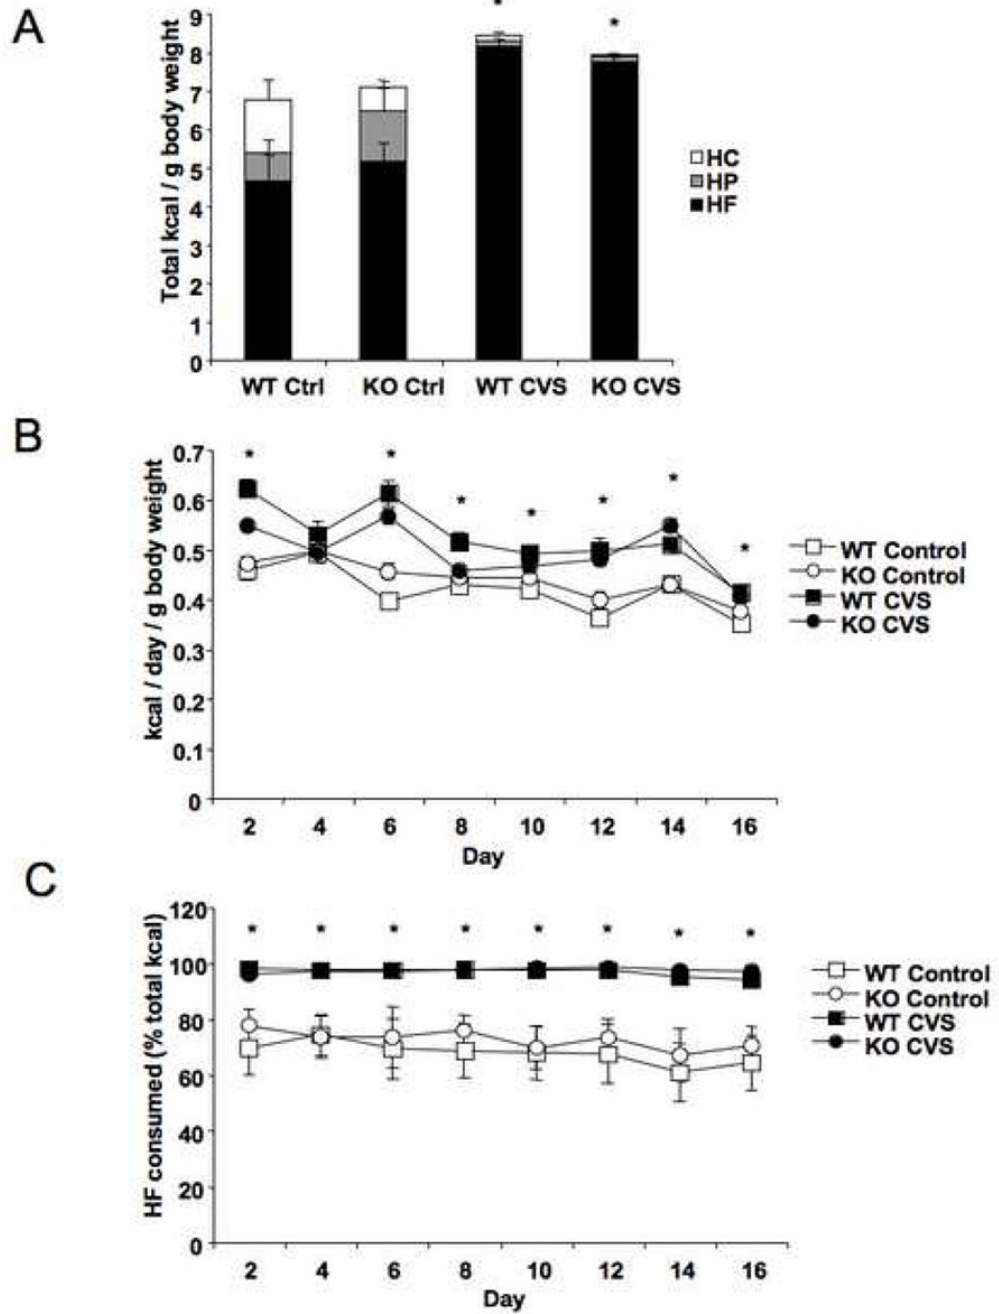 A
Total kcal / g body weight
9
8
7
6
5
4
3
2
1
0
*
HC
HP
HF
WT Ctrl KO Ctrl WT CVS KO CVS
B
kcal / day / g body weight
0.7
0.6
0.5
0.4
0.3
0.2
0.1
0
* * * * * * *
WT Control
KO Control
WT CVS
KO CVS
2 4 6 8 10 12 14 16
Day
C
HF consumed (% total kcal)
120
100
80
60
40
20
0
* * * * * * * *
WT Control
KO Control
WT CVS
KO CVS
2 4 6 8 10 12 14 16
Day